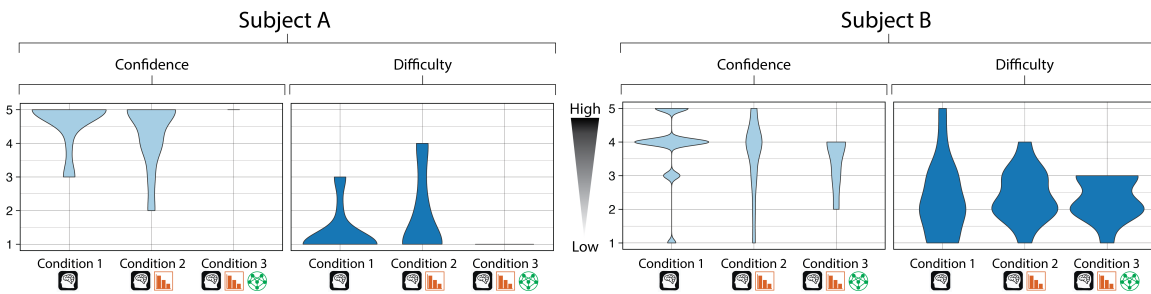 Subject A
Subject B
Confidence
Difficulty
Confidence
Difficulty
5
4
3
2
1
High
Low
5
4
3
2
1
Condition 1
Condition 2
Condition 3
Condition 1
Condition 2
Condition 3
Condition 1
Condition 2
Condition 3
Condition 1
Condition 2
Condition 3